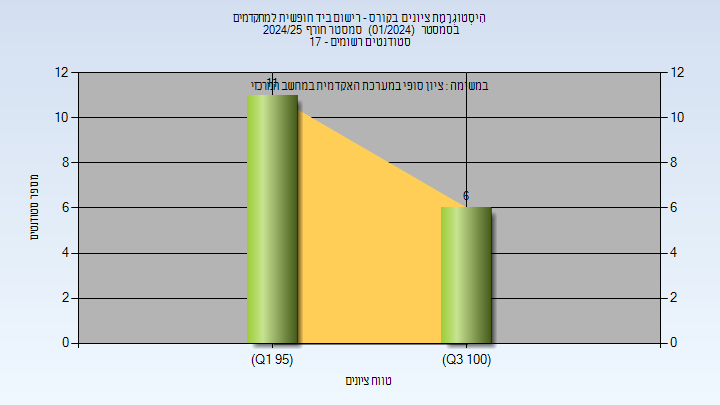 היסטוגרמת ציונים בקורס - רישום ביד חופשית למתקדמים
בסמסטר (01/2024) סמסטר חורף 2024/25
סטודנטים רשומים - 17
במשימה : ציון סופי במערכת האקדמית במחשב המרכזי
12 12
11
10 10
8 8
6
6 6
4 4
2 2
0 0
מספר סטודנטים
(Q1 95) (Q3 100)
טווח ציונים